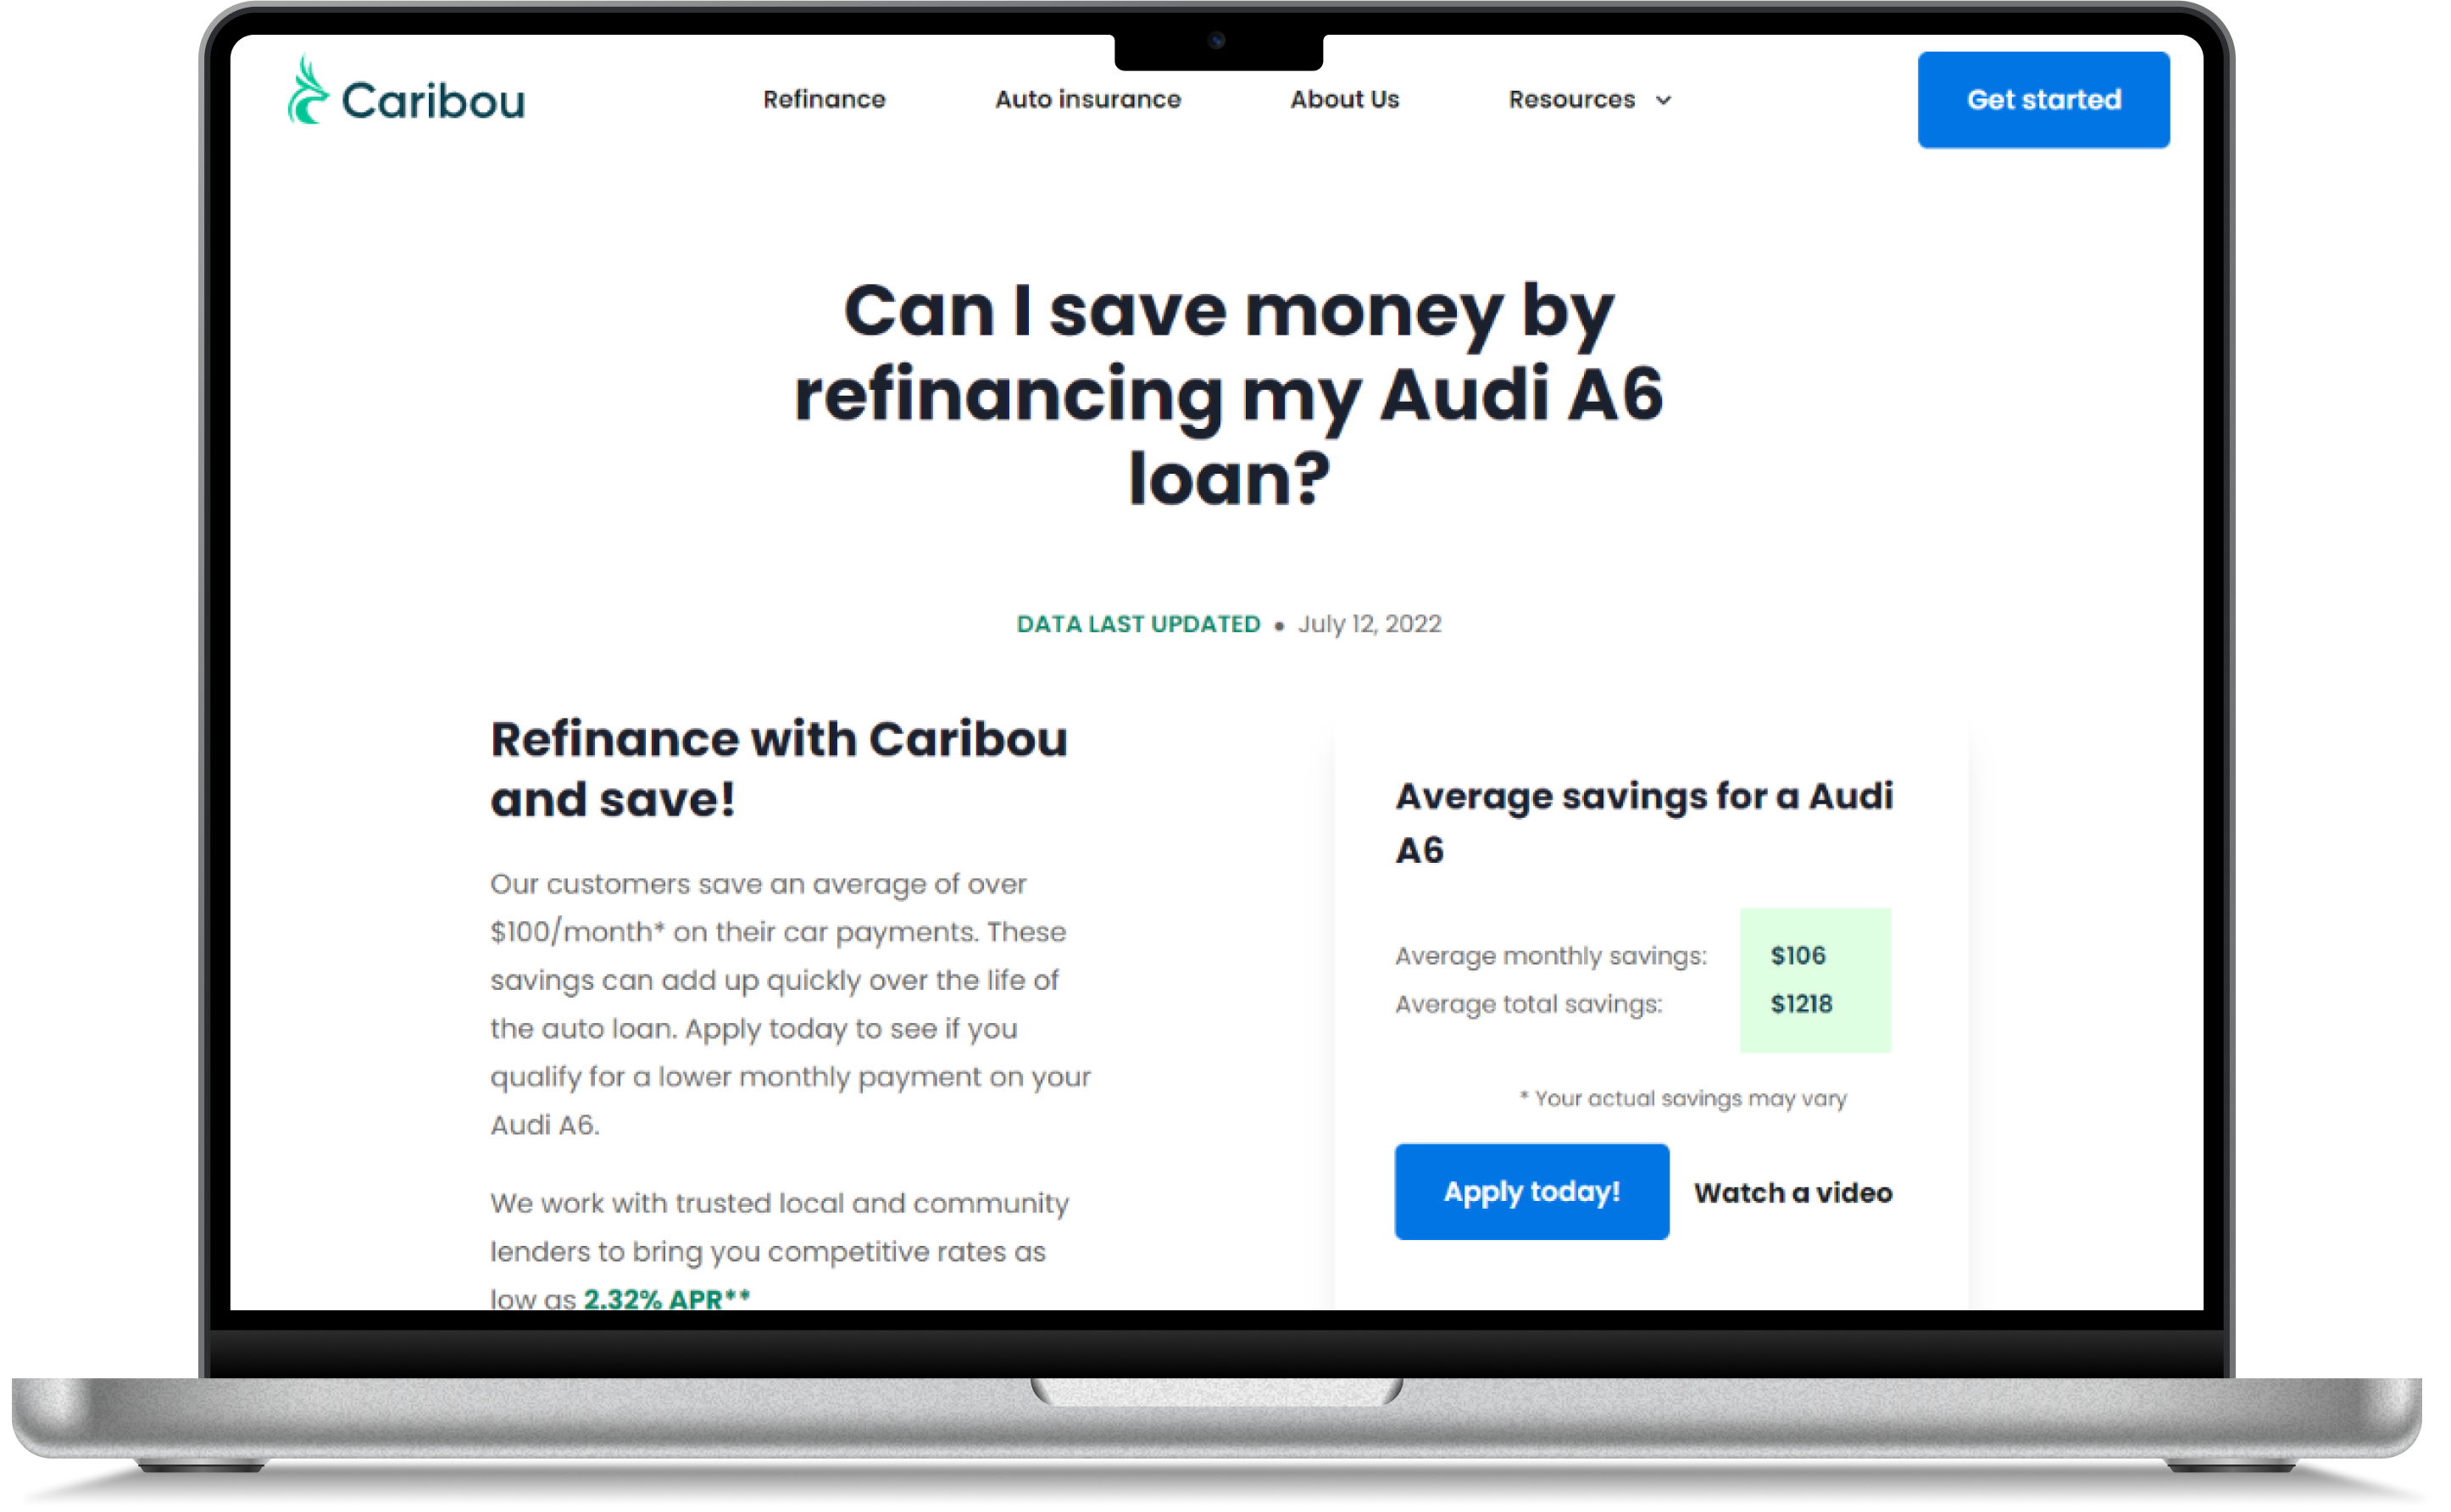 Caribou
Refinance
Auto insurance
About Us
Resources
Get started
Can I save money by
refinancing my Audi A6
loan?
DATA LAST UPDATED • July 12, 2022
Refinance with Caribou
and save!
Our customers save an average of over
$100/month* on their car payments. These
savings can add up quickly over the life of
the auto loan. Apply today to see if you
qualify for a lower monthly payment on your
Audi A6.
We work with trusted local and community
lenders to bring you competitive rates as
low as 2.32% APR**
Average savings for a Audi
A6
Average monthly savings: $106
Average total savings: $1218
* Your actual savings may vary
Apply today!
Watch a video